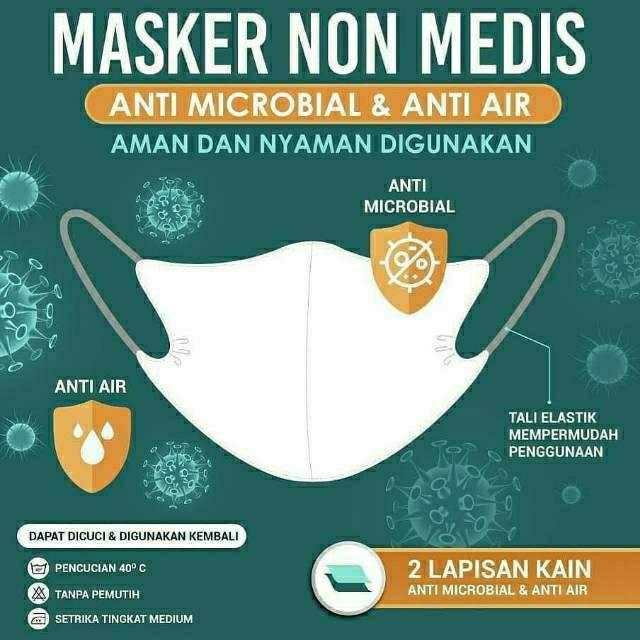 MASKER NON MEDIS
ANTI MICROBIAL & ANTI AIR
AMAN DAN NYAMAN DIGUNAKAN
ANTI
MICROBIAL
ANTI AIR
TALI ELASTIK
MEMPERMUDAH
PENGGUNAAN
DAPAT DICUCI & DIGUNAKAN KEMBALI
PENCUCIAN 40º C
TANPA PEMUTIH
SETRIKA TINGKAT MEDIUM
2 LAPISAN KAIN
ANTI MICROBIAL & ANTI AIR